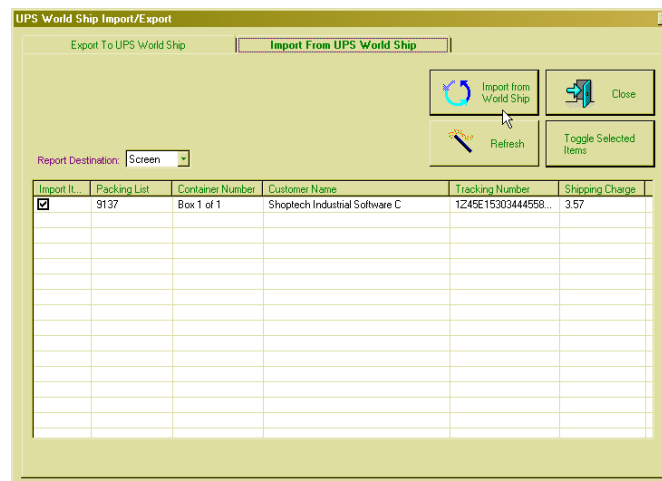 UPS World Ship Import/Export
Export To UPS World Ship
Import From UPS World Ship
Import from
World Ship
Close
Refresh
Toggle Selected
Items
Report Destination: Screen
Import It... Packing List Container Number Customer Name Tracking Number Shipping Charge
9137 Box 1 of 1 Shoptech Industrial Software C 1Z45E15303444558... 3.57